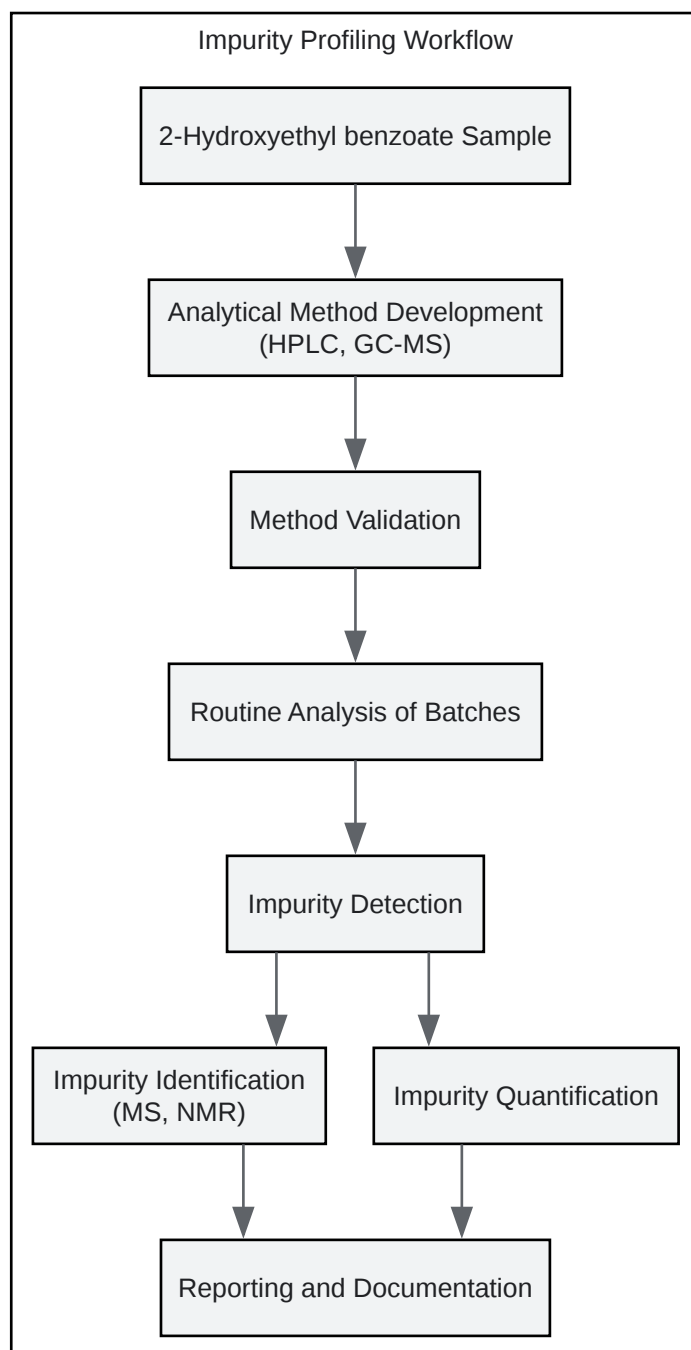 Impurity Profiling Workflow
2-Hydroxyethyl benzoate Sample
Analytical Method Development
(HPLC, GC-MS)
Method Validation
Routine Analysis of Batches
Impurity Detection
Impurity Identification
(MS, NMR)
Impurity Quantification
Reporting and Documentation